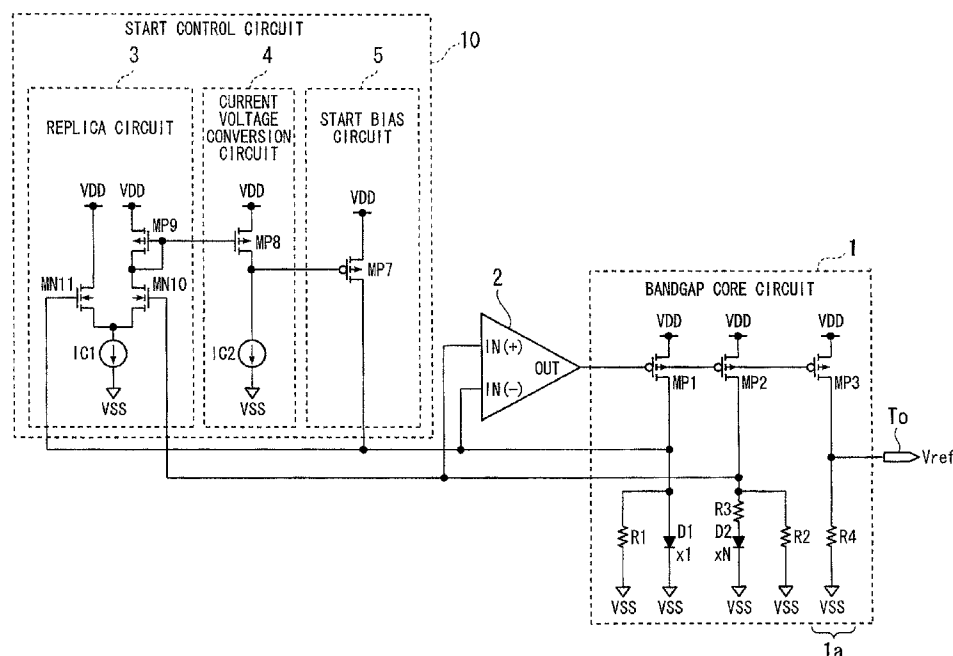 START CONTROL CIRCUIT
10
3
4
5
REPLICA CIRCUIT
CURRENT
VOLTAGE
CONVERSION
CIRCUIT
START BIAS
CIRCUIT
VDD
VDD
VDD
VDD
MP9
MP8
MP7
MN11
MN10
IC1
IC2
VSS
VSS
2
IN(+)
IN(-)
OUT
1
BANDGAP CORE CIRCUIT
VDD
VDD
VDD
MP1
MP2
MP3
To
Vref
R1
D1
x1
R3
D2
xN
R2
R4
VSS
VSS
VSS
VSS
VSS
1a